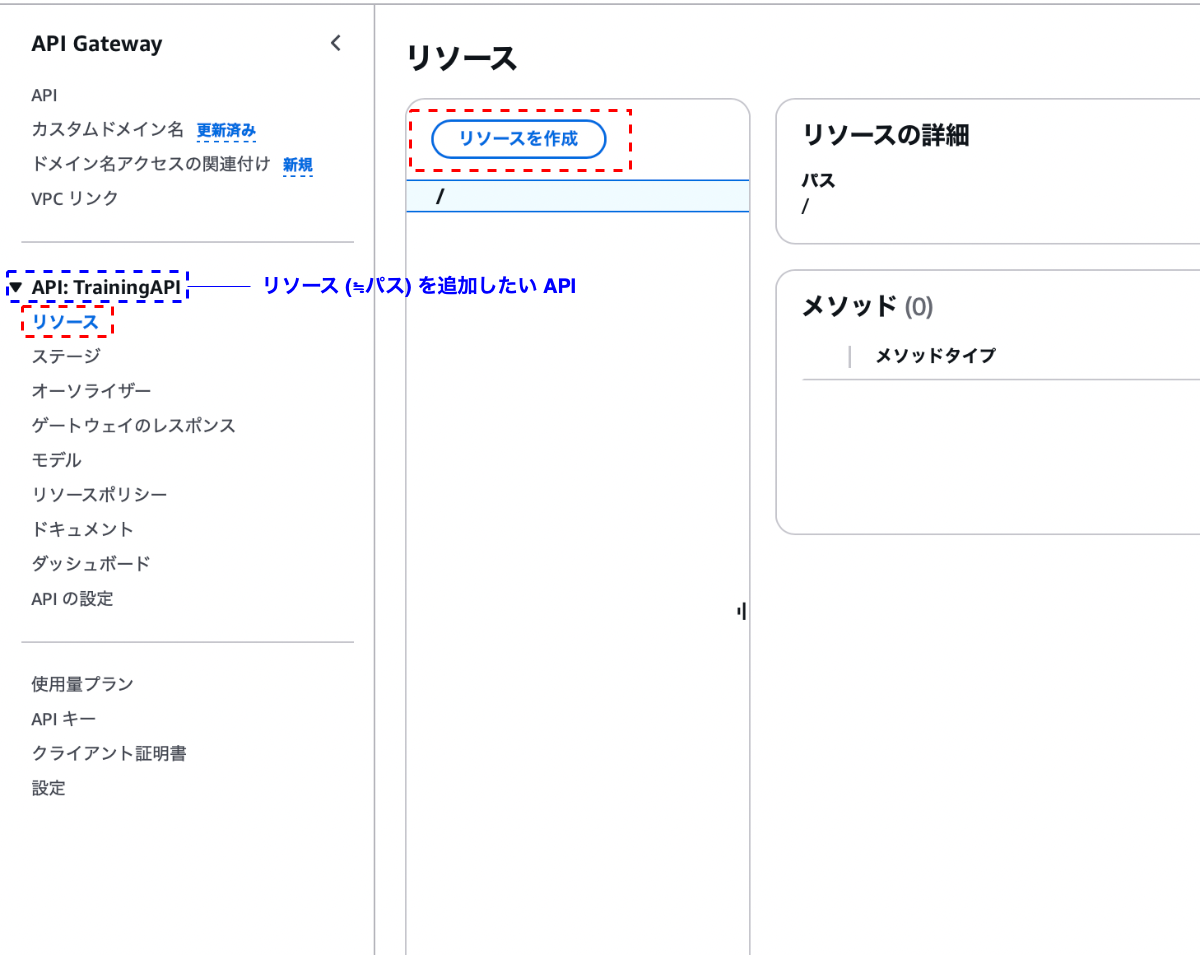 API Gateway
API
カスタムドメイン名 更新済み
ドメイン名アクセスの関連付け 新規
VPC リンク
API: TrainingAPI
リソース (≒パス) を追加したい API
リソース
ステージ
オーソライザー
ゲートウェイのレスポンス
モデル
リソースポリシー
ドキュメント
ダッシュボード
API の設定
使用量プラン
API キー
クライアント証明書
設定
リソース
リソースを作成
/
リソースの詳細
パス
/
メソッド (0)
メソッドタイプ